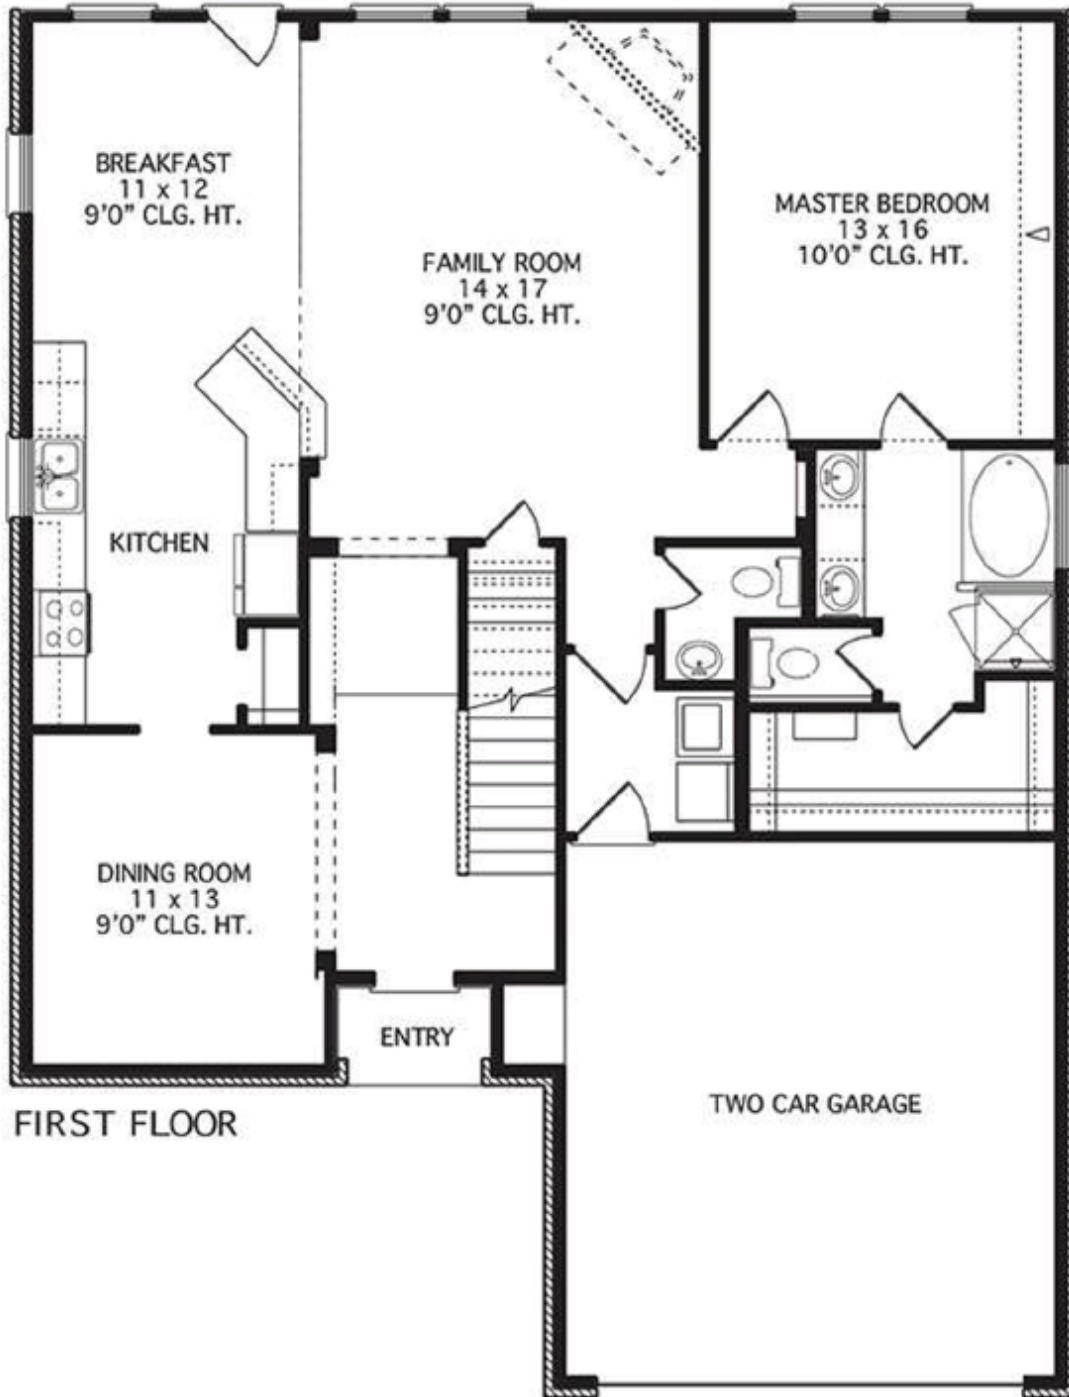 BREAKFAST
11 x 12
9'0" CLG. HT.
FAMILY ROOM
14 x 17
9'0" CLG. HT.
MASTER BEDROOM
13 x 16
10'0" CLG. HT.
KITCHEN
DINING ROOM
11 x 13
9'0" CLG. HT.
ENTRY
TWO CAR GARAGE
FIRST FLOOR